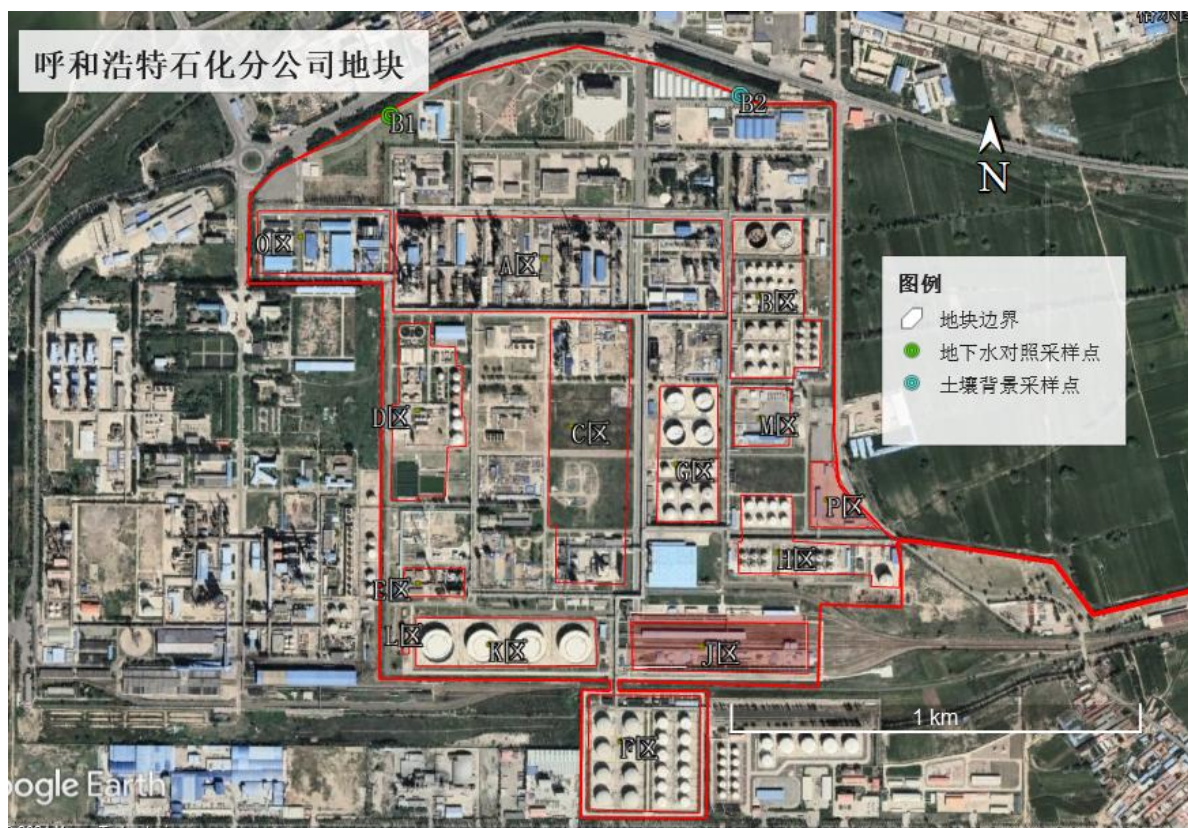 呼和浩特石化分公司地块
B1
B2
N
O区
A区
B区
图例
地块边界
地下水对照采样点
土壤背景采样点
D区
C区
M区
G区
P区
H区
E区
L区
K区
J区
1 km
F区
oogle Earth